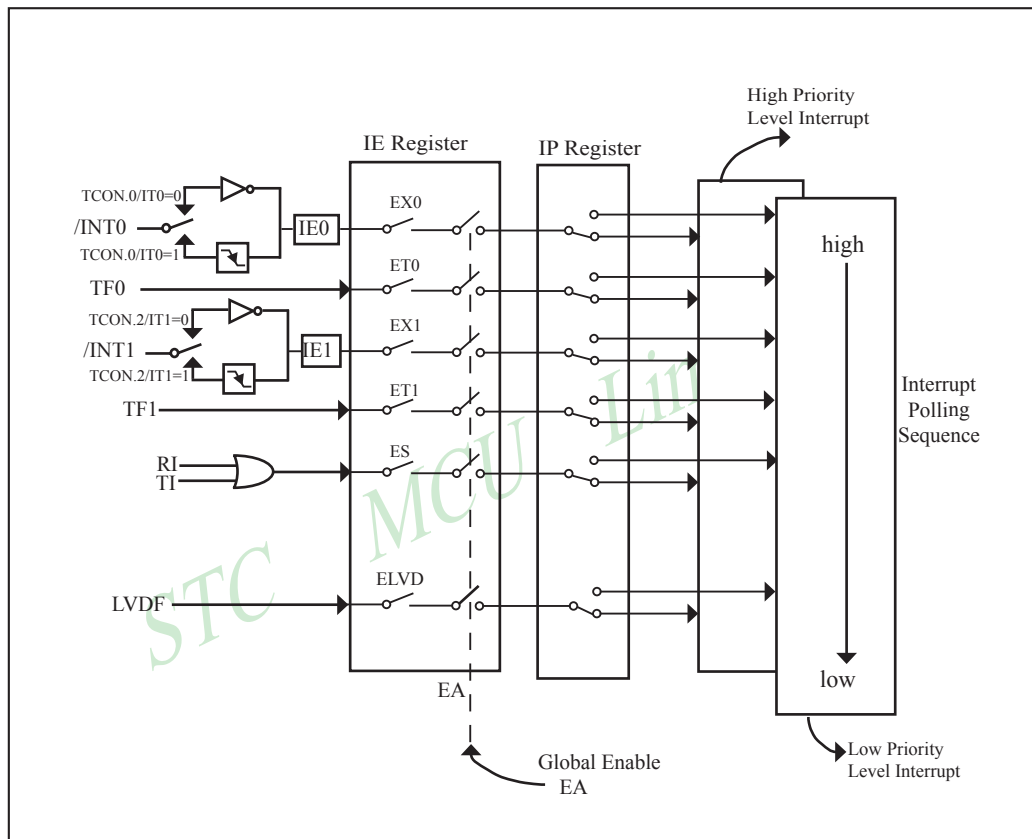 High Priority
Level Interrupt
IE Register
IP Register
TCON.0/IT0=0
/INT0
TCON.0/IT0=1
IE0
EX0
TF0
ET0
TCON.2/IT1=0
/INT1
TCON.2/IT1=1
IE1
EX1
TF1
ET1
RI
TI
ES
LVDF
ELVD
high
low
Interrupt
Polling
Sequence
EA
Global Enable
EA
Low Priority
Level Interrupt
STC MCU Lim